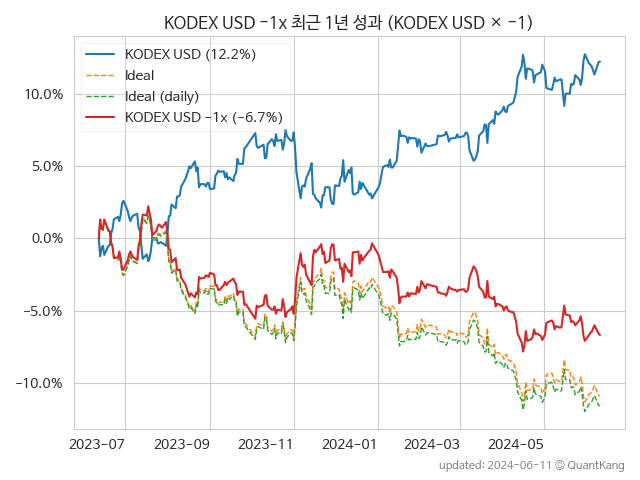 KODEX USD −1x 최근 1년 성과 (KODEX USD × −1)
KODEX USD (12.2%)
Ideal
Ideal (daily)
KODEX USD −1x (−6.7%)
10.0%
5.0%
0.0%
−5.0%
−10.0%
2023-07
2023-09
2023-11
2024-01
2024-03
2024-05
updated: 2024-06-11 © QuantKang